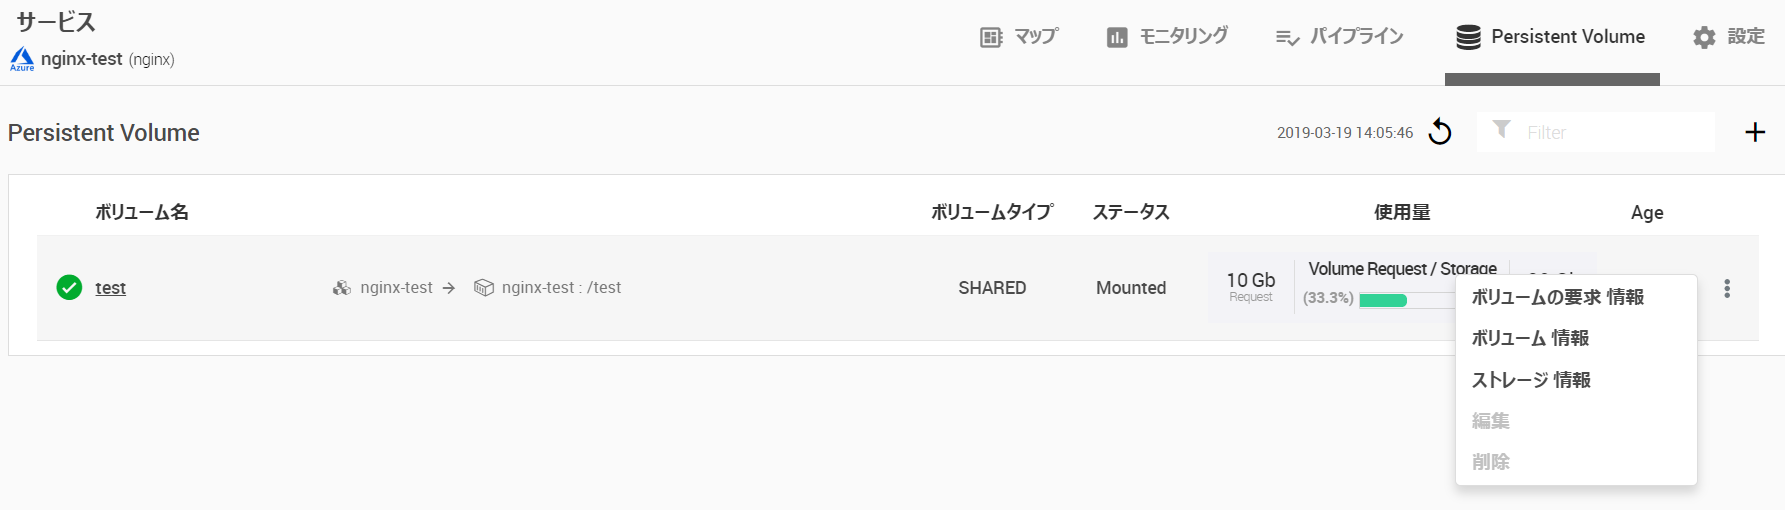 サービス
Azure nginx-test (nginx)
マップ モニタリング パイプライン Persistent Volume 設定
Persistent Volume
2019-03-19 14:05:46 Filter
ボリューム名 ボリュームタイプ ステータス 使用量 Age
test nginx-test nginx-test : /test SHARED Mounted
10 Gb
Request
Volume Request / Storage
(33.3%)
ボリュームの要求 情報
ボリューム 情報
ストレージ 情報
編集
削除